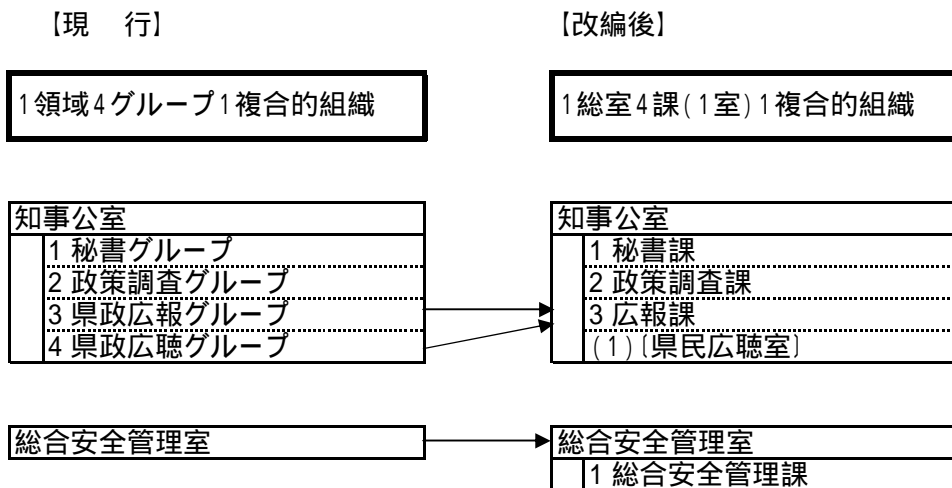 【現　行】
【改編後】
1領域4グループ1複合的組織
1総室4課(1室)1複合的組織
知事公室
1 秘書グループ
2 政策調査グループ
3 県政広報グループ
4 県政広聴グループ
知事公室
1 秘書課
2 政策調査課
3 広報課
(1)〔県民広聴室〕
総合安全管理室
総合安全管理室
1 総合安全管理課